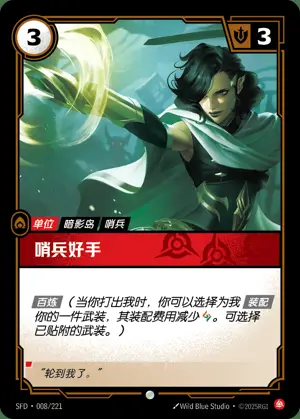 3
3
单位 暗影岛 哨兵
哨兵好手
百炼（当你打出我时，你可以选择为我 装配
你的一件武装，其装配费用减少 。可选择
已贴附的武装。）
“轮到我了。”
SFD • 008/221 Wild Blue Studio • ©2025RGI